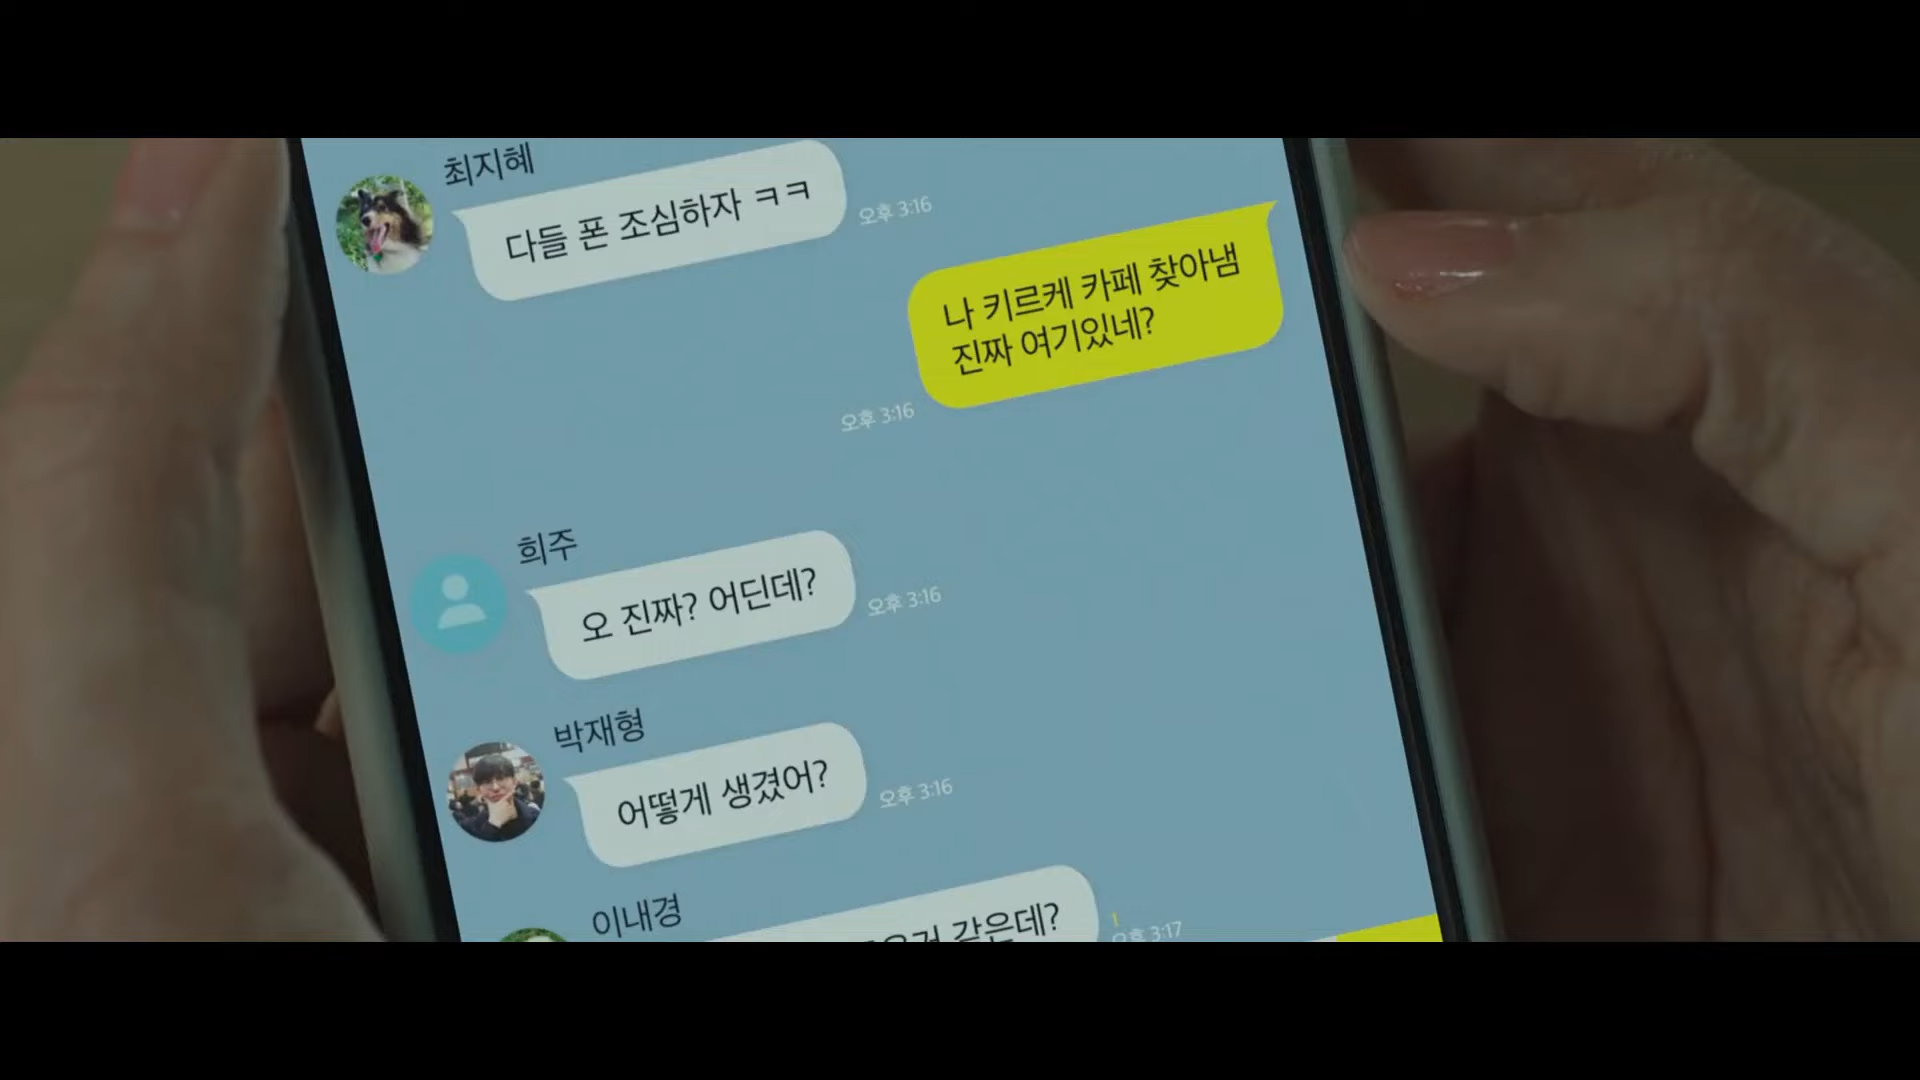 최지혜
다들 폰 조심하자 ㅋㅋ
오후 3:16
나 키르케 카페 찾아냄
진짜 여기있네?
오후 3:16
희주
오 진짜? 어딘데?
오후 3:16
박재형
어떻게 생겼어?
오후 3:16
이내경
같은데?
1
오후 3:17